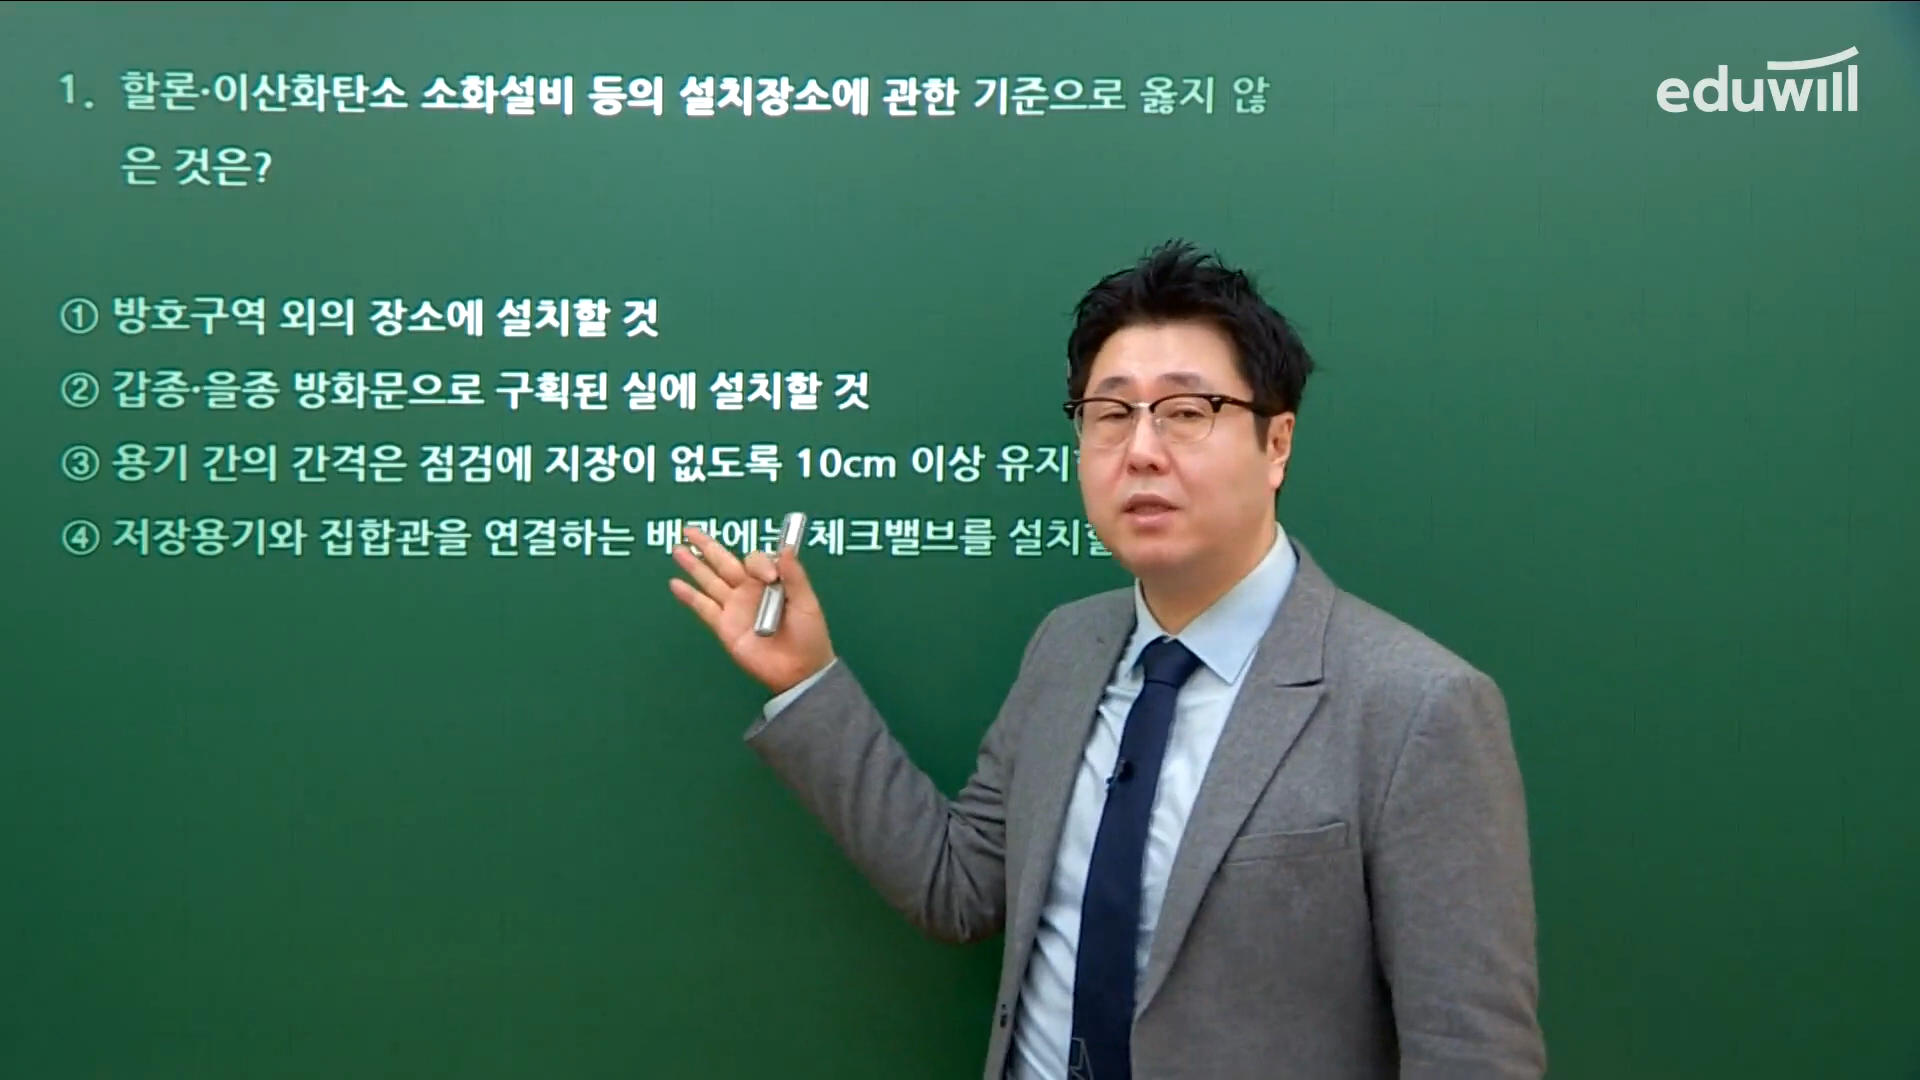 eduwill
1. 할론·이산화탄소 소화설비 등의 설치장소에 관한 기준으로 옳지 않
은 것은?
① 방호구역 외의 장소에 설치할 것
② 갑종·을종 방화문으로 구획된 실에 설치할 것
③ 용기 간의 간격은 점검에 지장이 없도록 10cm 이상
④ 저장용기와 집합관을 연결하는 체크밸브를